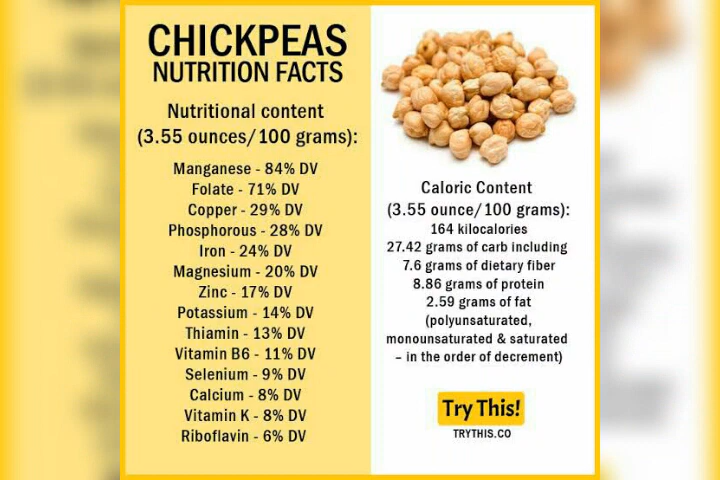 CHICKPEAS
NUTRITION FACTS
Nutritional content
(3.55 ounces/100 grams):
Manganese - 84% DV
Folate - 71% DV
Copper - 29% DV
Phosphorous - 28% DV
Iron - 24% DV
Magnesium - 20% DV
Zinc - 17% DV
Potassium - 14% DV
Thiamin - 13% DV
Vitamin B6 - 11% DV
Selenium - 9% DV
Calcium - 8% DV
Vitamin K - 8% DV
Riboflavin - 6% DV
Caloric Content
(3.55 ounce/100 grams):
164 kilocalories
27.42 grams of carb including
7.6 grams of dietary fiber
8.86 grams of protein
2.59 grams of fat
(polyunsaturated,
monounsaturated & saturated
– in the order of decrement)
Try This!
TRYTHIS.CO